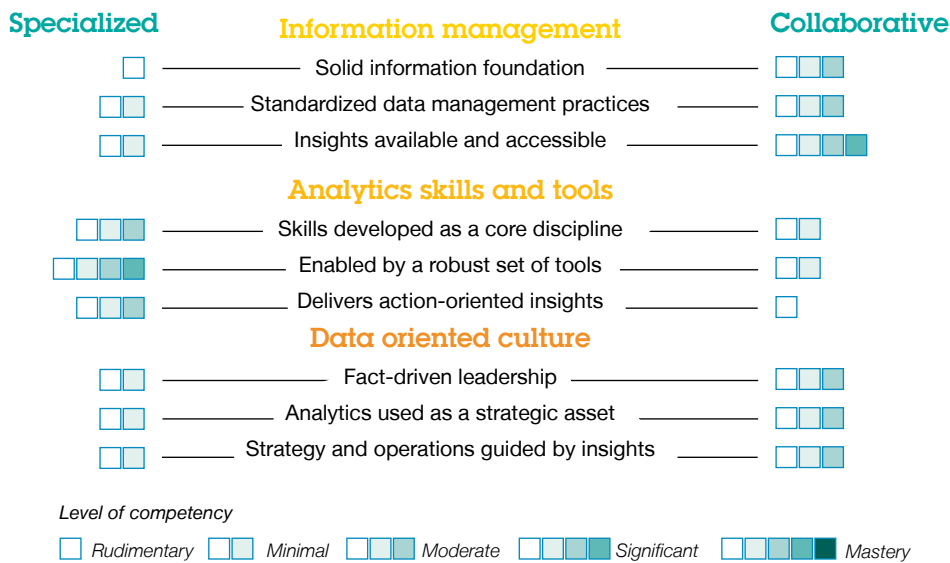 Specialized
Information management
Collaborative
Solid information foundation
Standardized data management practices
Insights available and accessible
Analytics skills and tools
Skills developed as a core discipline
Enabled by a robust set of tools
Delivers action-oriented insights
Data oriented culture
Fact-driven leadership
Analytics used as a strategic asset
Strategy and operations guided by insights
Level of competency
Rudimentary Minimal Moderate Significant Mastery